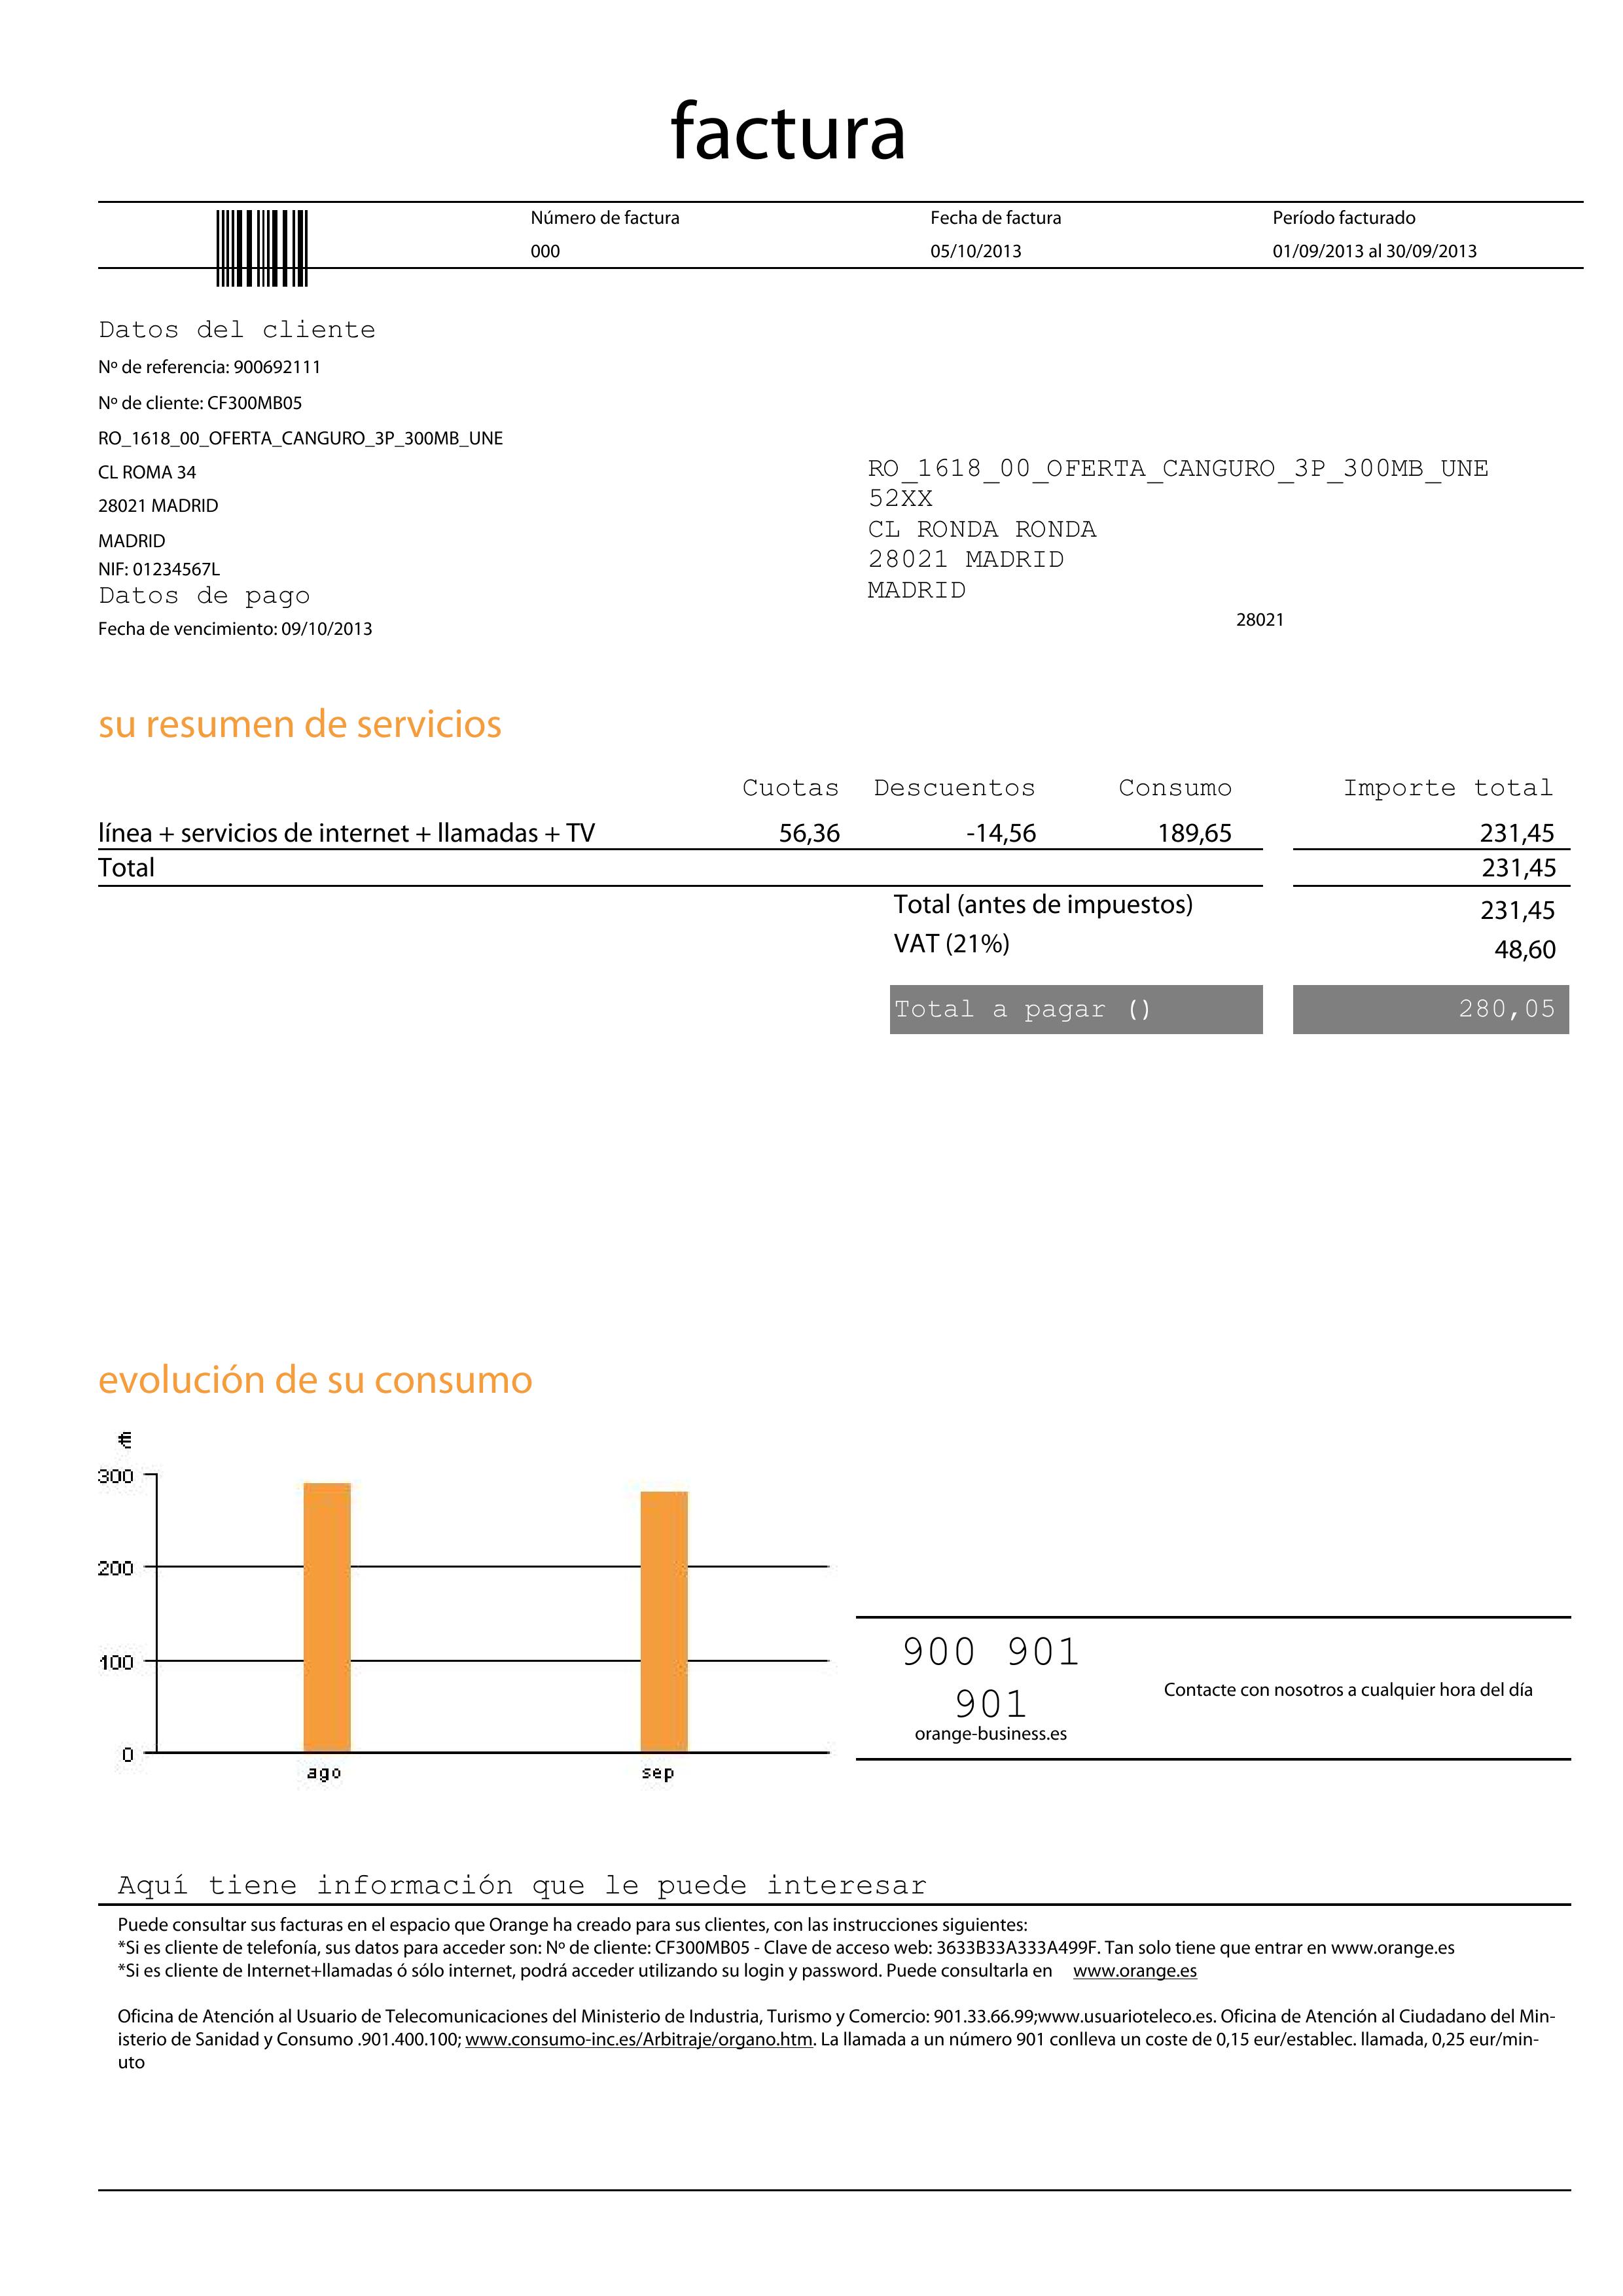 factura
Número de factura
Fecha de factura
Período facturado
000
05/10/2013
01/09/2013 al 30/09/2013
Datos del cliente
Nº de referencia: 900692111
Nº de cliente: CF300MB05
RO_1618_00_OFERTA_CANGURO_3P_300MB_UNE
CL ROMA 34
28021 MADRID
MADRID
NIF: 01234567L
Datos de pago
Fecha de vencimiento: 09/10/2013
RO_1618_00_OFERTA_CANGURO_3P_300MB_UNE
52XX
CL RONDA RONDA
28021 MADRID
MADRID
28021
su resumen de servicios
Cuotas Descuentos Consumo Importe total
línea + servicios de internet + llamadas + TV 56,36 -14,56 189,65 231,45
Total 231,45
Total (antes de impuestos) 231,45
VAT (21%) 48,60
Total a pagar () 280,05
evolución de su consumo
€
300
200
100
0
ago sep
900 901
901
orange-business.es
Contacte con nosotros a cualquier hora del día
Aquí tiene información que le puede interesar
Puede consultar sus facturas en el espacio que Orange ha creado para sus clientes, con las instrucciones siguientes:
*Si es cliente de telefonía, sus datos para acceder son: Nº de cliente: CF300MB05 - Clave de acceso web: 3633B33A333A499F. Tan solo tiene que entrar en www.orange.es
*Si es cliente de Internet+llamadas ó sólo internet, podrá acceder utilizando su login y password. Puede consultarla en www.orange.es
Oficina de Atención al Usuario de Telecomunicaciones del Ministerio de Industria, Turismo y Comercio: 901.33.66.99;www.usuarioteleco.es. Oficina de Atención al Ciudadano del Min-
isterio de Sanidad y Consumo .901.400.100; www.consumo-inc.es/Arbitraje/organo.htm. La llamada a un número 901 conlleva un coste de 0,15 eur/establec. llamada, 0,25 eur/min-
uto